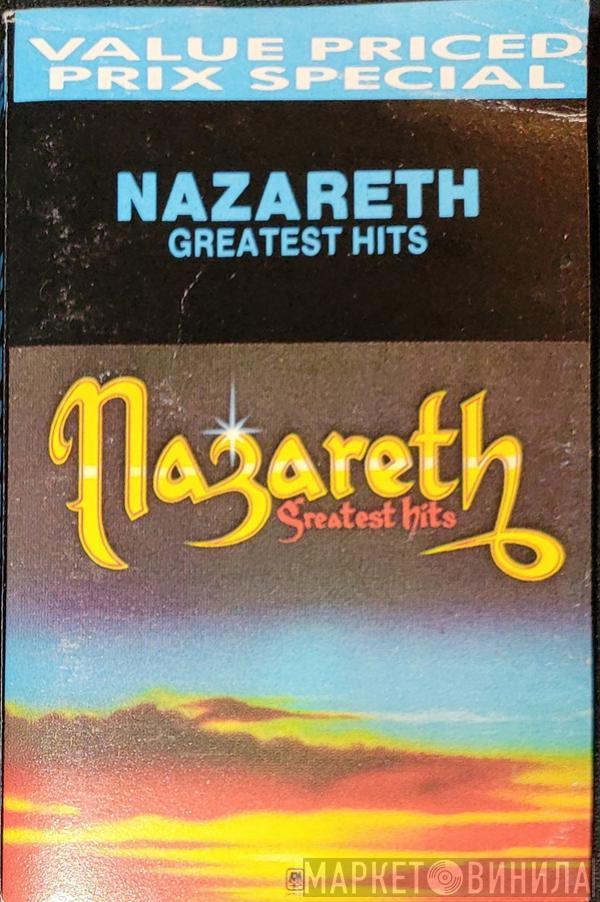 VALUE PRICED
PRIX SPECIAL
NAZARETH
GREATEST HITS
Nazareth
greatest hits
МАРКЕТ ВИНИЛА